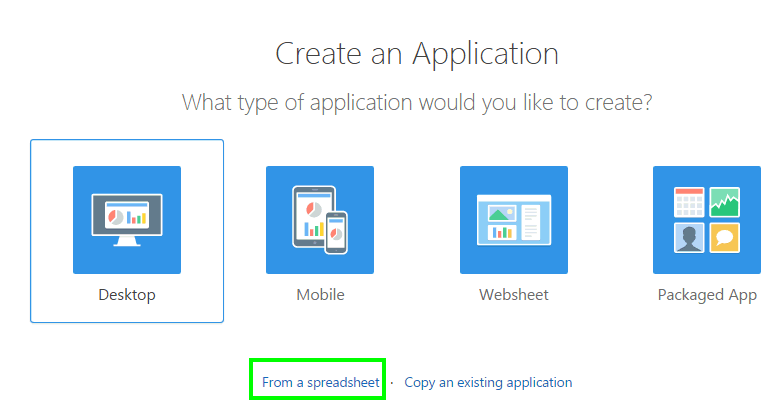 Create an Application
What type of application would you like to create?
Desktop
Mobile
Websheet
Packaged App
From a spreadsheet · Copy an existing application